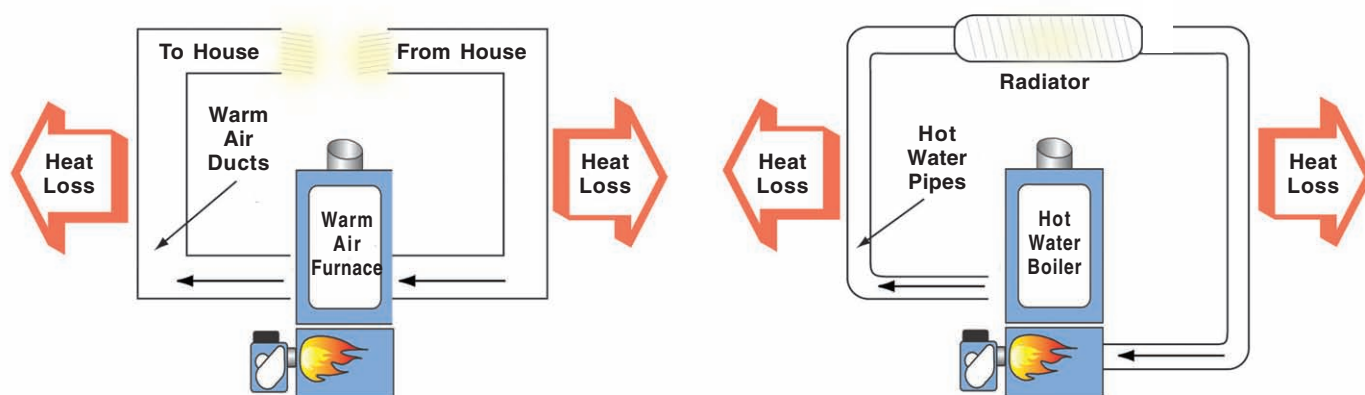 To House
From House
Warm
Air
Ducts
Heat
Loss
Heat
Loss
Warm
Air
Furnace
Radiator
Hot
Water
Pipes
Heat
Loss
Heat
Loss
Hot
Water
Boiler